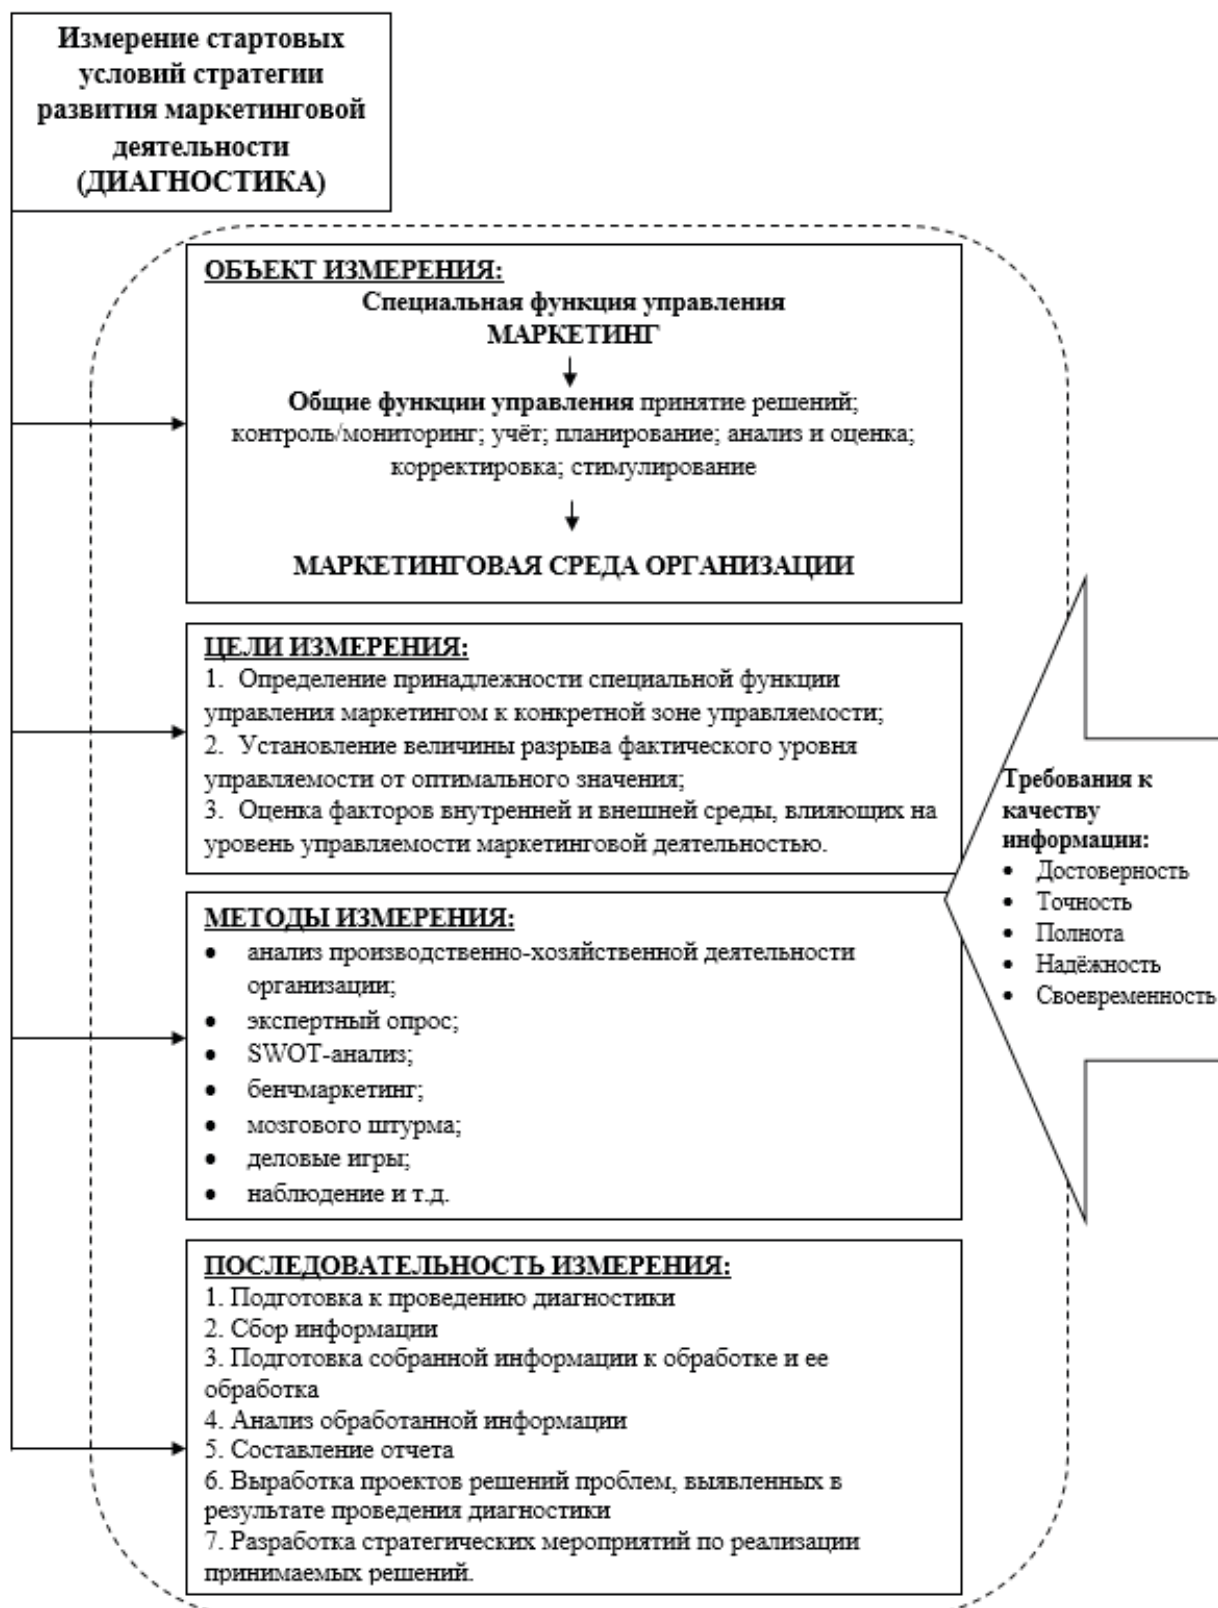 Измерение стартовых
условий стратегии
развития маркетинговой
деятельности
(ДИАГНОСТИКА)
ОБЪЕКТ ИЗМЕРЕНИЯ:
Специальная функция управления
МАРКЕТИНГ
Общие функции управления принятие решений;
контроль/мониторинг; учёт; планирование; анализ и оценка;
корректировка; стимулирование
МАРКЕТИНГОВАЯ СРЕДА ОРГАНИЗАЦИИ
ЦЕЛИ ИЗМЕРЕНИЯ:
1. Определение принадлежности специальной функции
управления маркетингом к конкретной зоне управляемости;
2. Установление величины разрыва фактического уровня
управляемости от оптимального значения;
3. Оценка факторов внутренней и внешней среды, влияющих на
уровень управляемости маркетинговой деятельностью.
МЕТОДЫ ИЗМЕРЕНИЯ:
• анализ производственно-хозяйственной деятельности
организации;
• экспертный опрос;
• SWOT-анализ;
• бенчмаркетинг;
• мозгового штурма;
• деловые игры;
• наблюдение и т.д.
ПОСЛЕДОВАТЕЛЬНОСТЬ ИЗМЕРЕНИЯ:
1. Подготовка к проведению диагностики
2. Сбор информации
3. Подготовка собранной информации к обработке и ее
обработка
4. Анализ обработанной информации
5. Составление отчета
6. Выработка проектов решений проблем, выявленных в
результате проведения диагностики
7. Разработка стратегических мероприятий по реализации
принимаемых решений.
Требования к
качеству
информации:
• Достоверность
• Точность
• Полнота
• Надёжность
• Своевременность